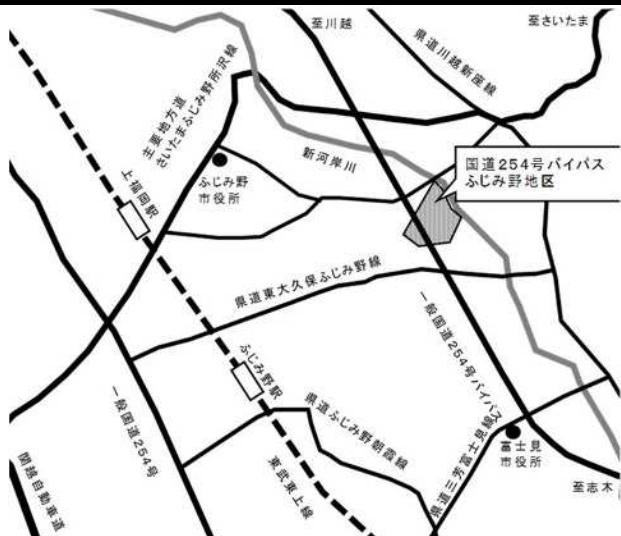 至川越
至さいたま
県道川越新座線
主要地方道
さいたまふじみ野所沢線
新河岸川
国道254号バイパス
ふじみ野地区
ふじみ野
市役所
上福岡駅
県道東大久保ふじみ野線
一般国道254号バイパス
ふじみ野駅
一般国道254号
県道ふじみ野朝霞線
富士見
市役所
県道三芳富士見線
東武東上線
関越自動車道
至志木